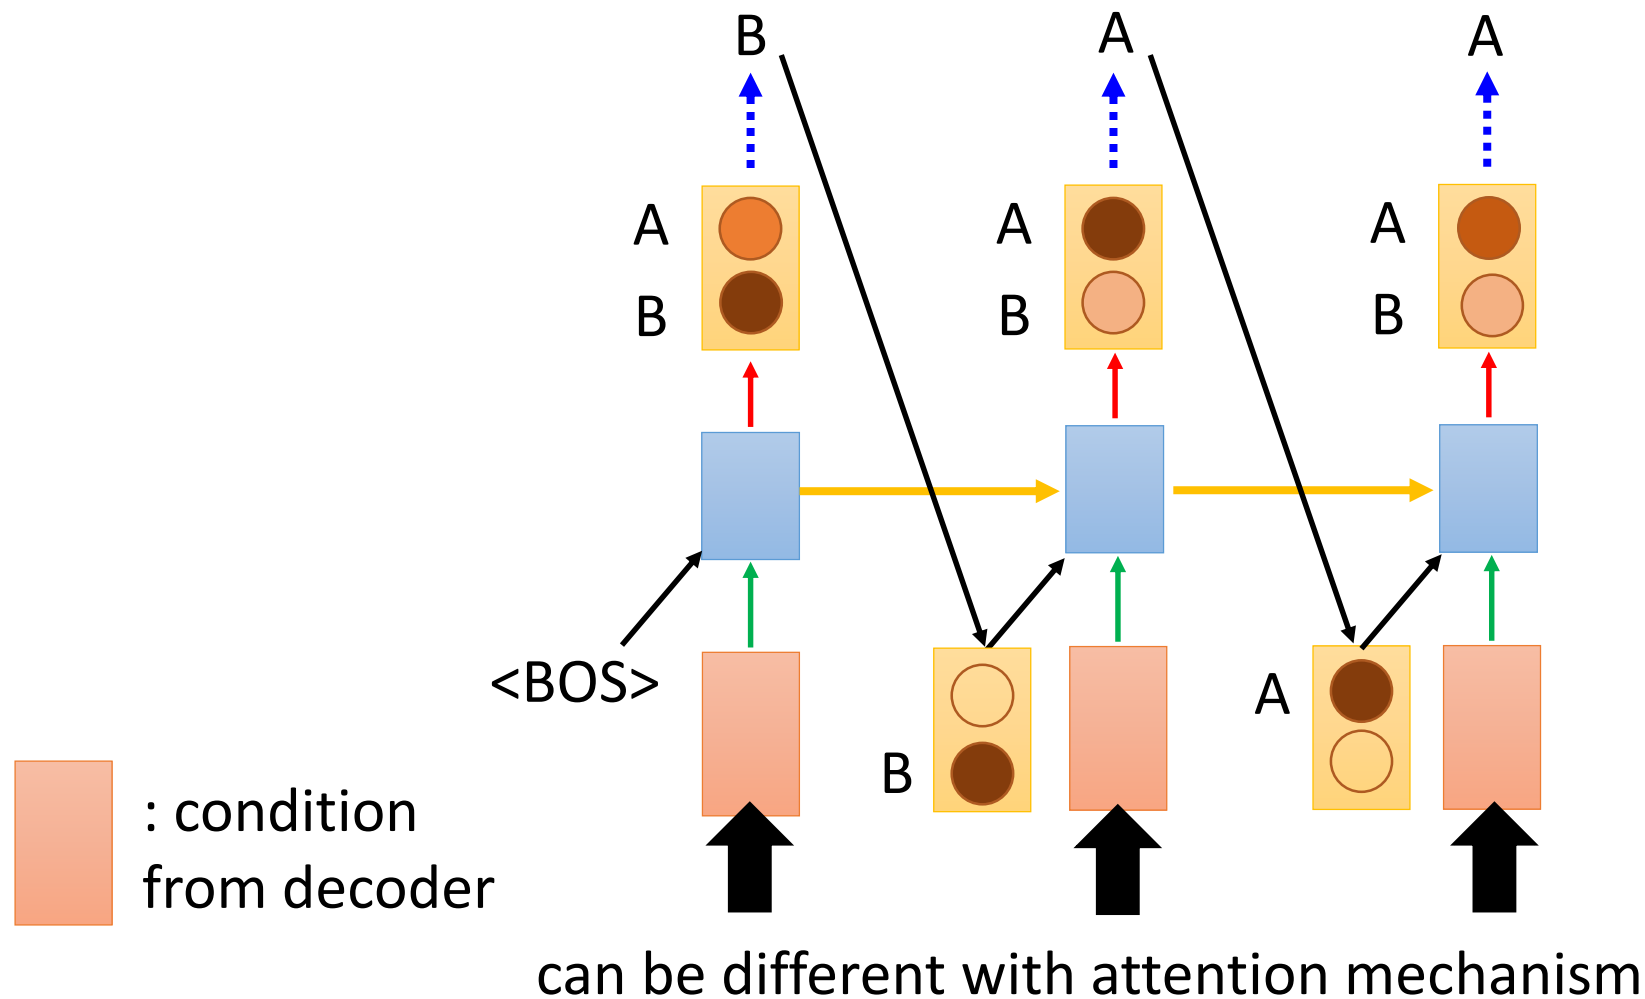 B
A
A
A
B
A
B
A
B
<BOS>
B
A
: condition
from decoder
can be different with attention mechanism